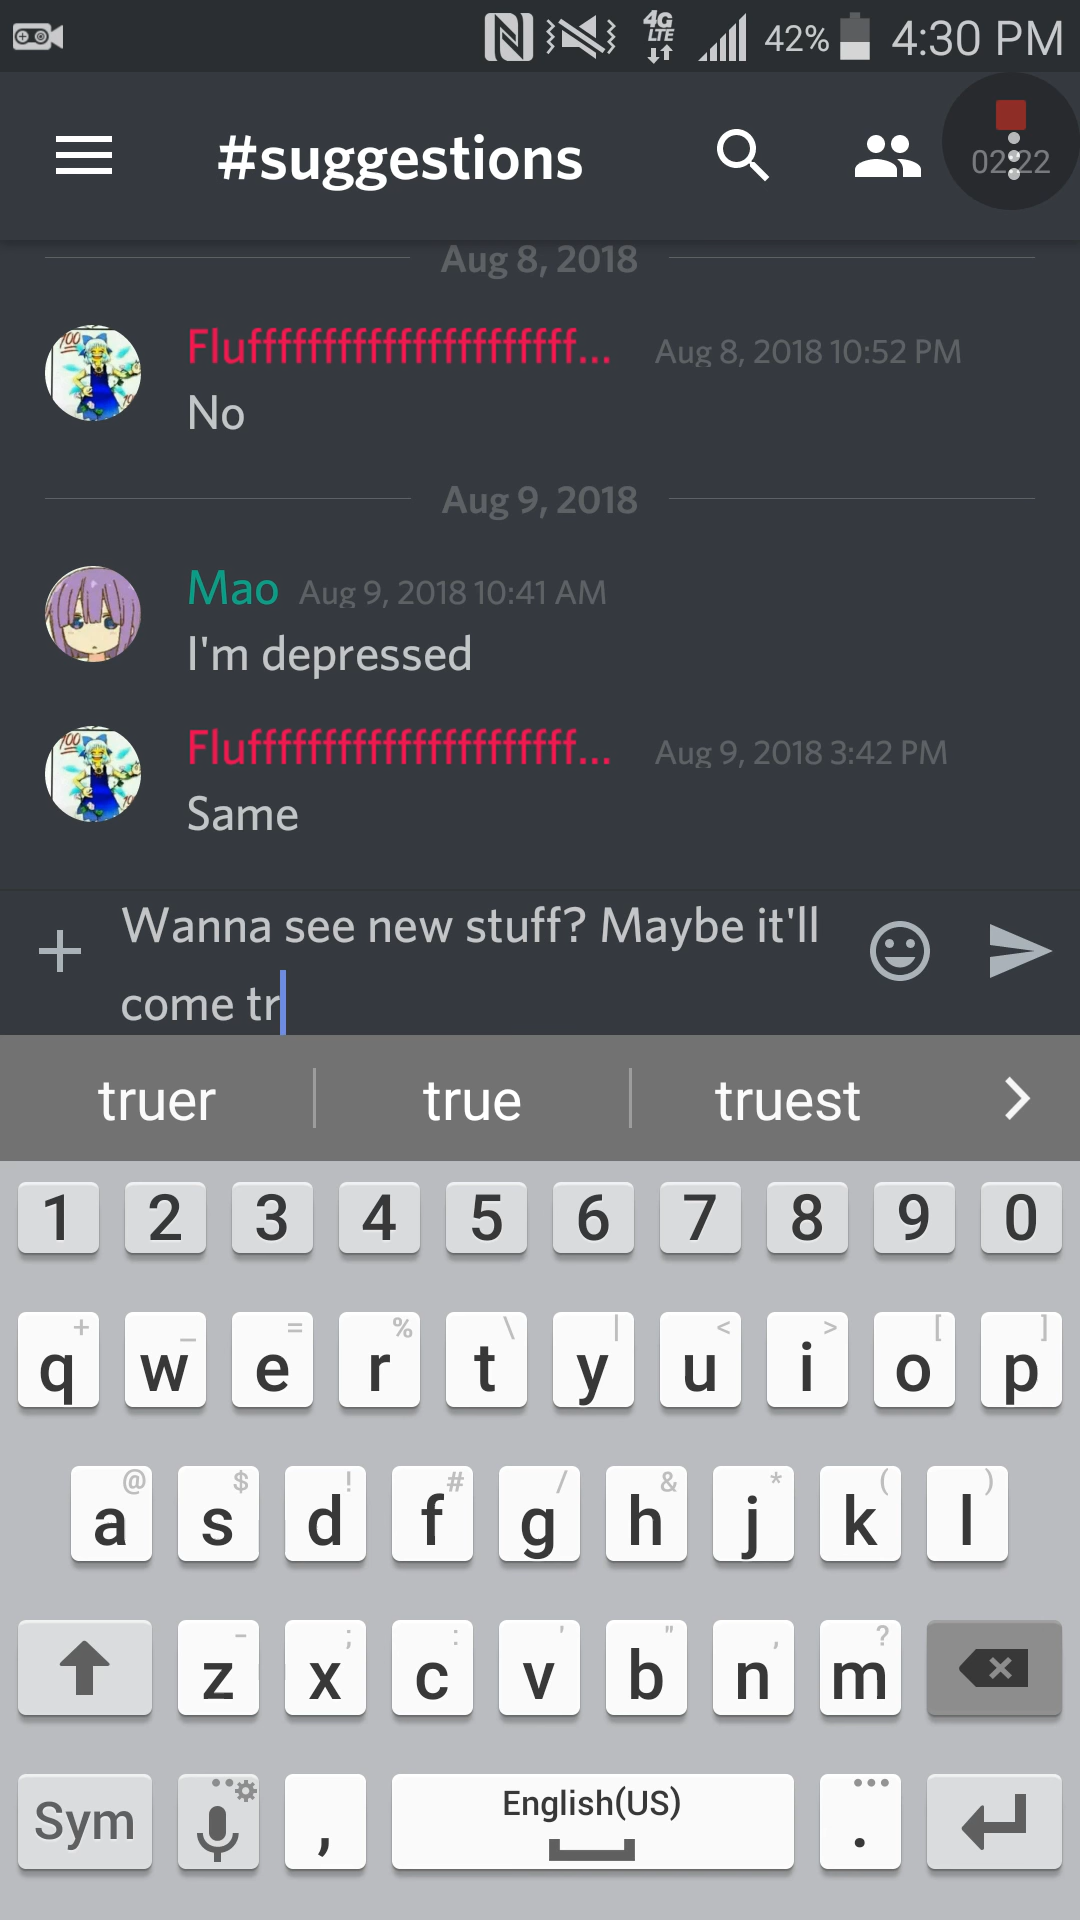 4G LTE 42% 4:30 PM
#suggestions 02:22
Aug 8, 2018
Fluffffffffffffffffffffff... Aug 8, 2018 10:52 PM
No
Aug 9, 2018
Mao Aug 9, 2018 10:41 AM
I'm depressed
Fluffffffffffffffffffffff... Aug 9, 2018 3:42 PM
Same
Wanna see new stuff? Maybe it'll
come tr
truer true truest
1 2 3 4 5 6 7 8 9 0
+ _ = % \ | < > [ ]
q w e r t y u i o p
@ $ ! # / & * ( )
a s d f g h j k l
- ; : ' " , ?
z x c v b n m
English(US)
Sym , .